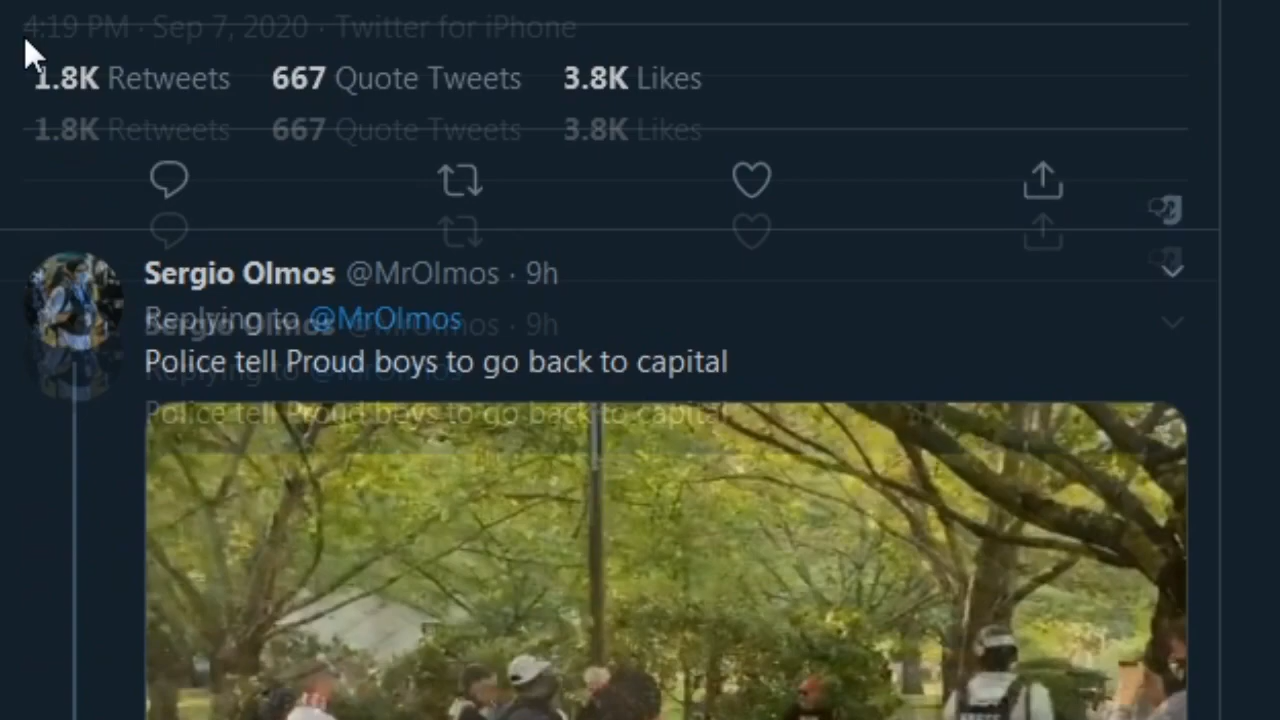 4:19 PM · Sep 7, 2020 · Twitter for iPhone
1.8K Retweets 667 Quote Tweets 3.8K Likes
1.8K Retweets 667 Quote Tweets 3.8K Likes
Sergio Olmos @MrOlmos · 9h
Replying to @MrOlmos
Sergio Olmos @MrOlmos · 9h
Police tell Proud boys to go back to capital
Replying to @MrOlmos
Police tell Proud boys to go back to capital